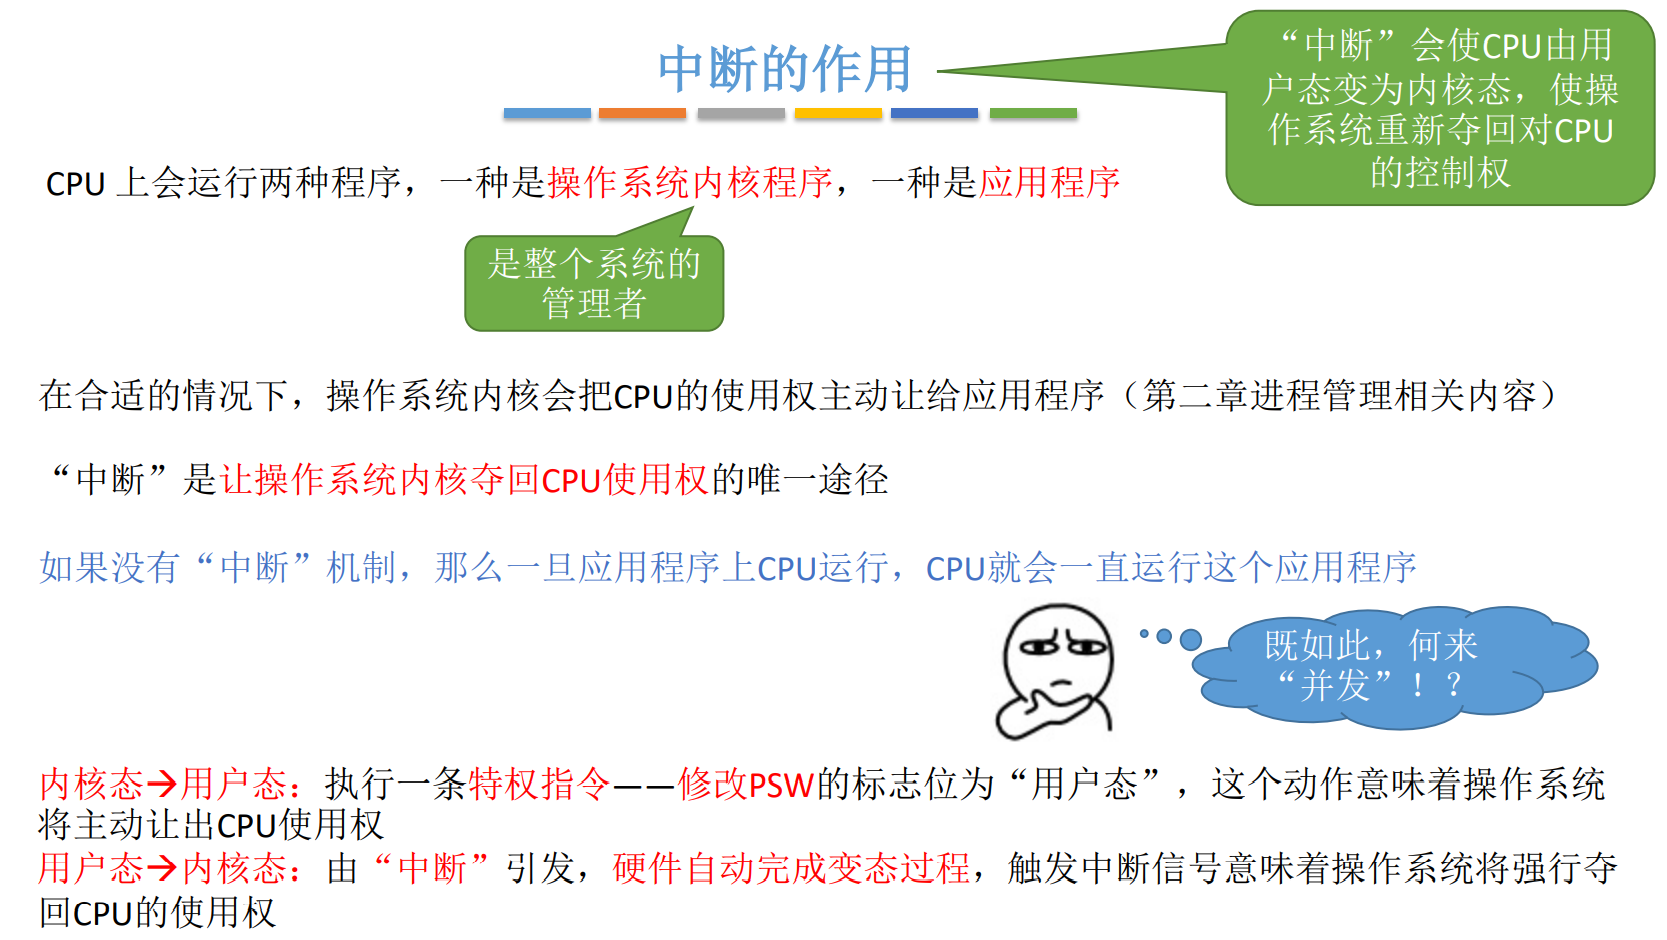 中断的作用
“中断”会使CPU由用
户态变为内核态，使操
作系统重新夺回对CPU
的控制权
CPU 上会运行两种程序，一种是操作系统内核程序，一种是应用程序
是整个系统的
管理者
在合适的情况下，操作系统内核会把CPU的使用权主动让给应用程序（第二章进程管理相关内容）
“中断”是让操作系统内核夺回CPU使用权的唯一途径
如果没有“中断”机制，那么一旦应用程序上CPU运行，CPU就会一直运行这个应用程序
既如此，何来
“并发”！？
内核态→用户态：执行一条特权指令——修改PSW的标志位为“用户态”，这个动作意味着操作系统
将主动让出CPU使用权
用户态→内核态：由“中断”引发，硬件自动完成变态过程，触发中断信号意味着操作系统将强行夺
回CPU的使用权